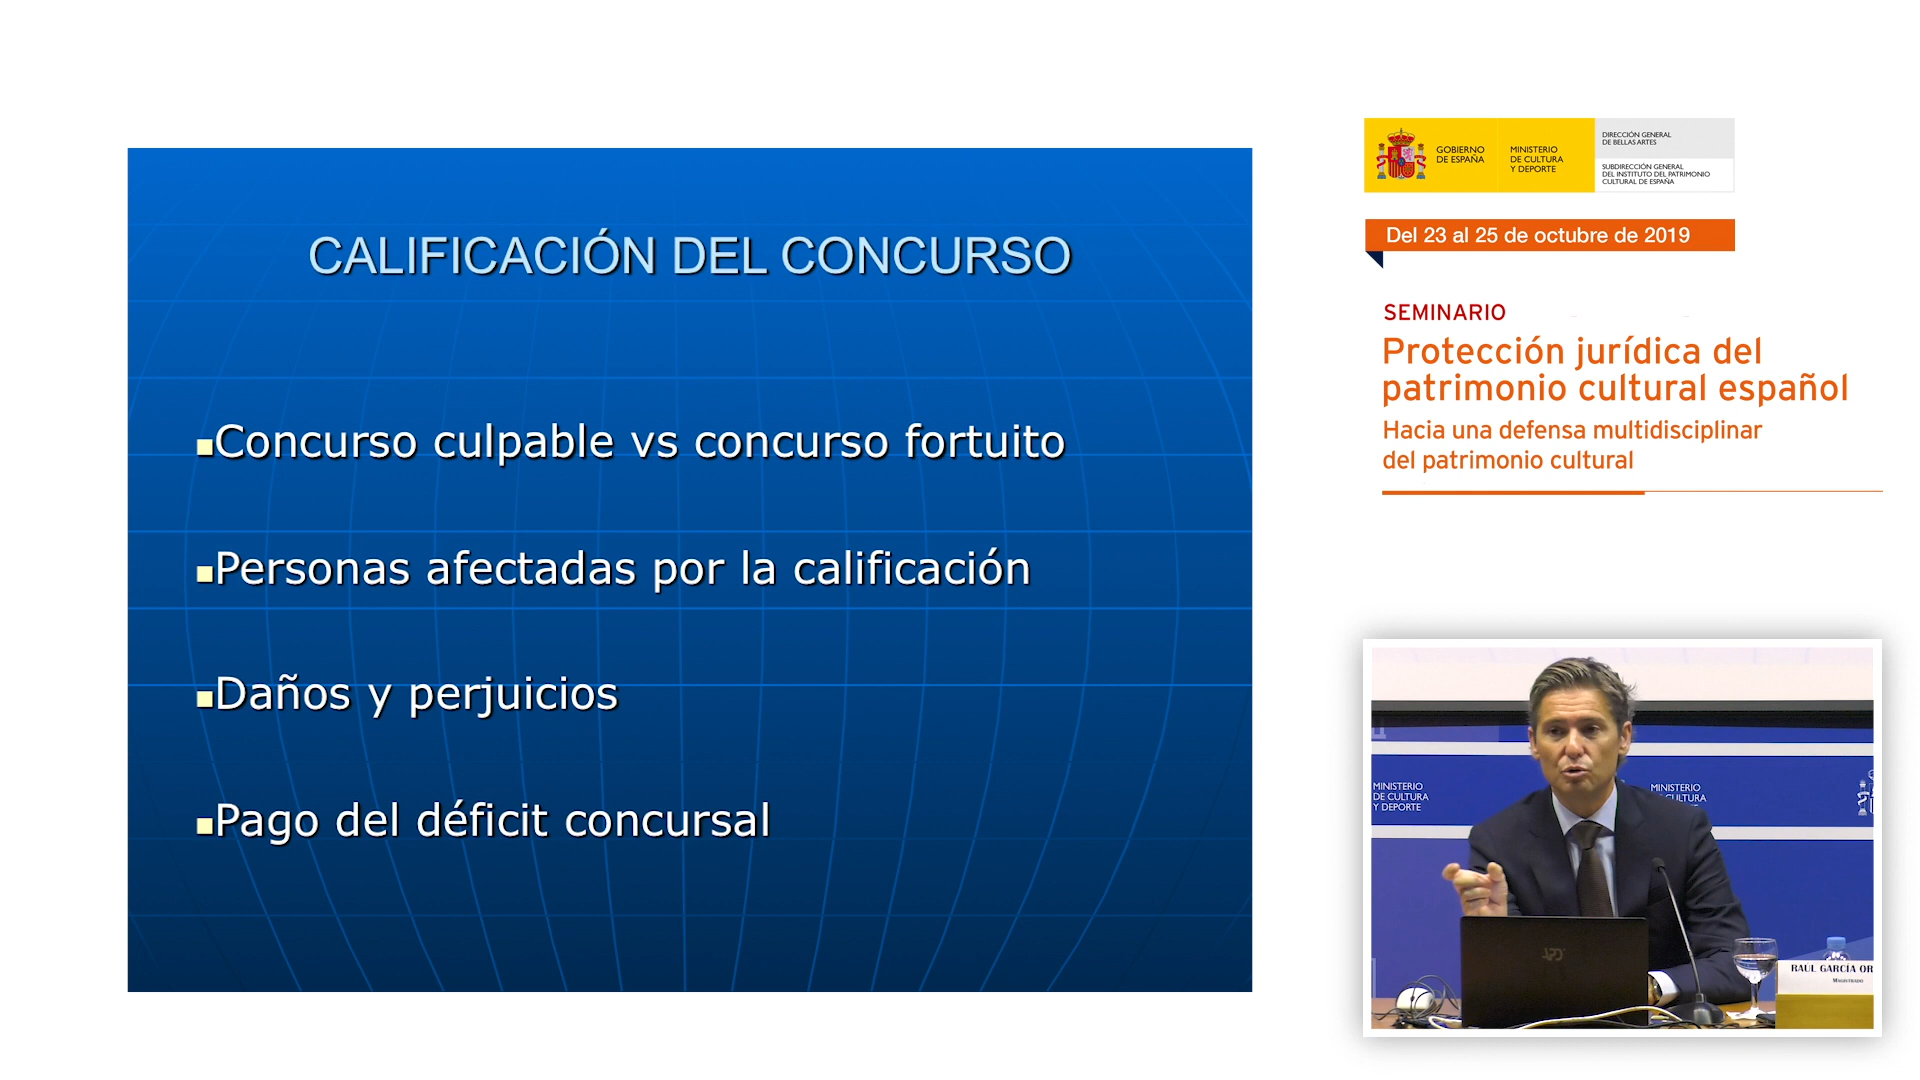 CALIFICACIÓN DEL CONCURSO
Concurso culpable vs concurso fortuito
Personas afectadas por la calificación
Daños y perjuicios
Pago del déficit concursal
GOBIERNO
DE ESPAÑA
MINISTERIO
DE CULTURA
Y DEPORTE
DIRECCIÓN GENERAL
DE BELLAS ARTES
SUBDIRECCIÓN GENERAL
DEL INSTITUTO DEL PATRIMONIO
CULTURAL DE ESPAÑA
Del 23 al 25 de octubre de 2019
SEMINARIO
Protección jurídica del
patrimonio cultural español
Hacia una defensa multidisciplinar
del patrimonio cultural
MINISTERIO
DE CULTURA
Y DEPORTE
MINISTERIO
CULTURA
RAÚL GARCÍA OR
MAGISTRADO